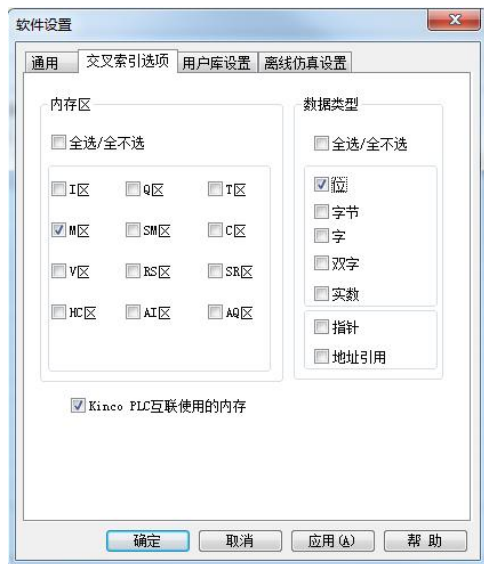 软件设置
通用 交叉索引选项 用户库设置 离线仿真设置
内存区
全选/全不选
I区 Q区 T区
M区 SM区 C区
V区 RS区 SR区
HC区 AI区 AQ区
数据类型
全选/全不选
位
字节
字
双字
实数
指针
地址引用
Kinco PLC互联使用的内存
确定 取消 应用(A) 帮 助